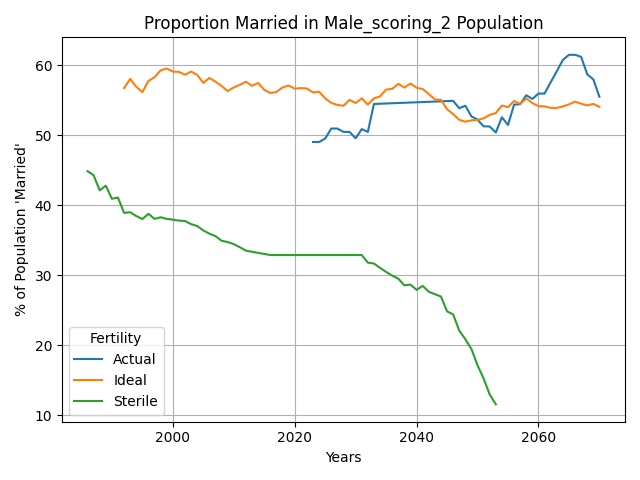 Proportion Married in Male_scoring_2 Population
% of Population 'Married'
60
50
40
30
20
10
Fertility
Actual
Ideal
Sterile
2000
2020
2040
2060
Years